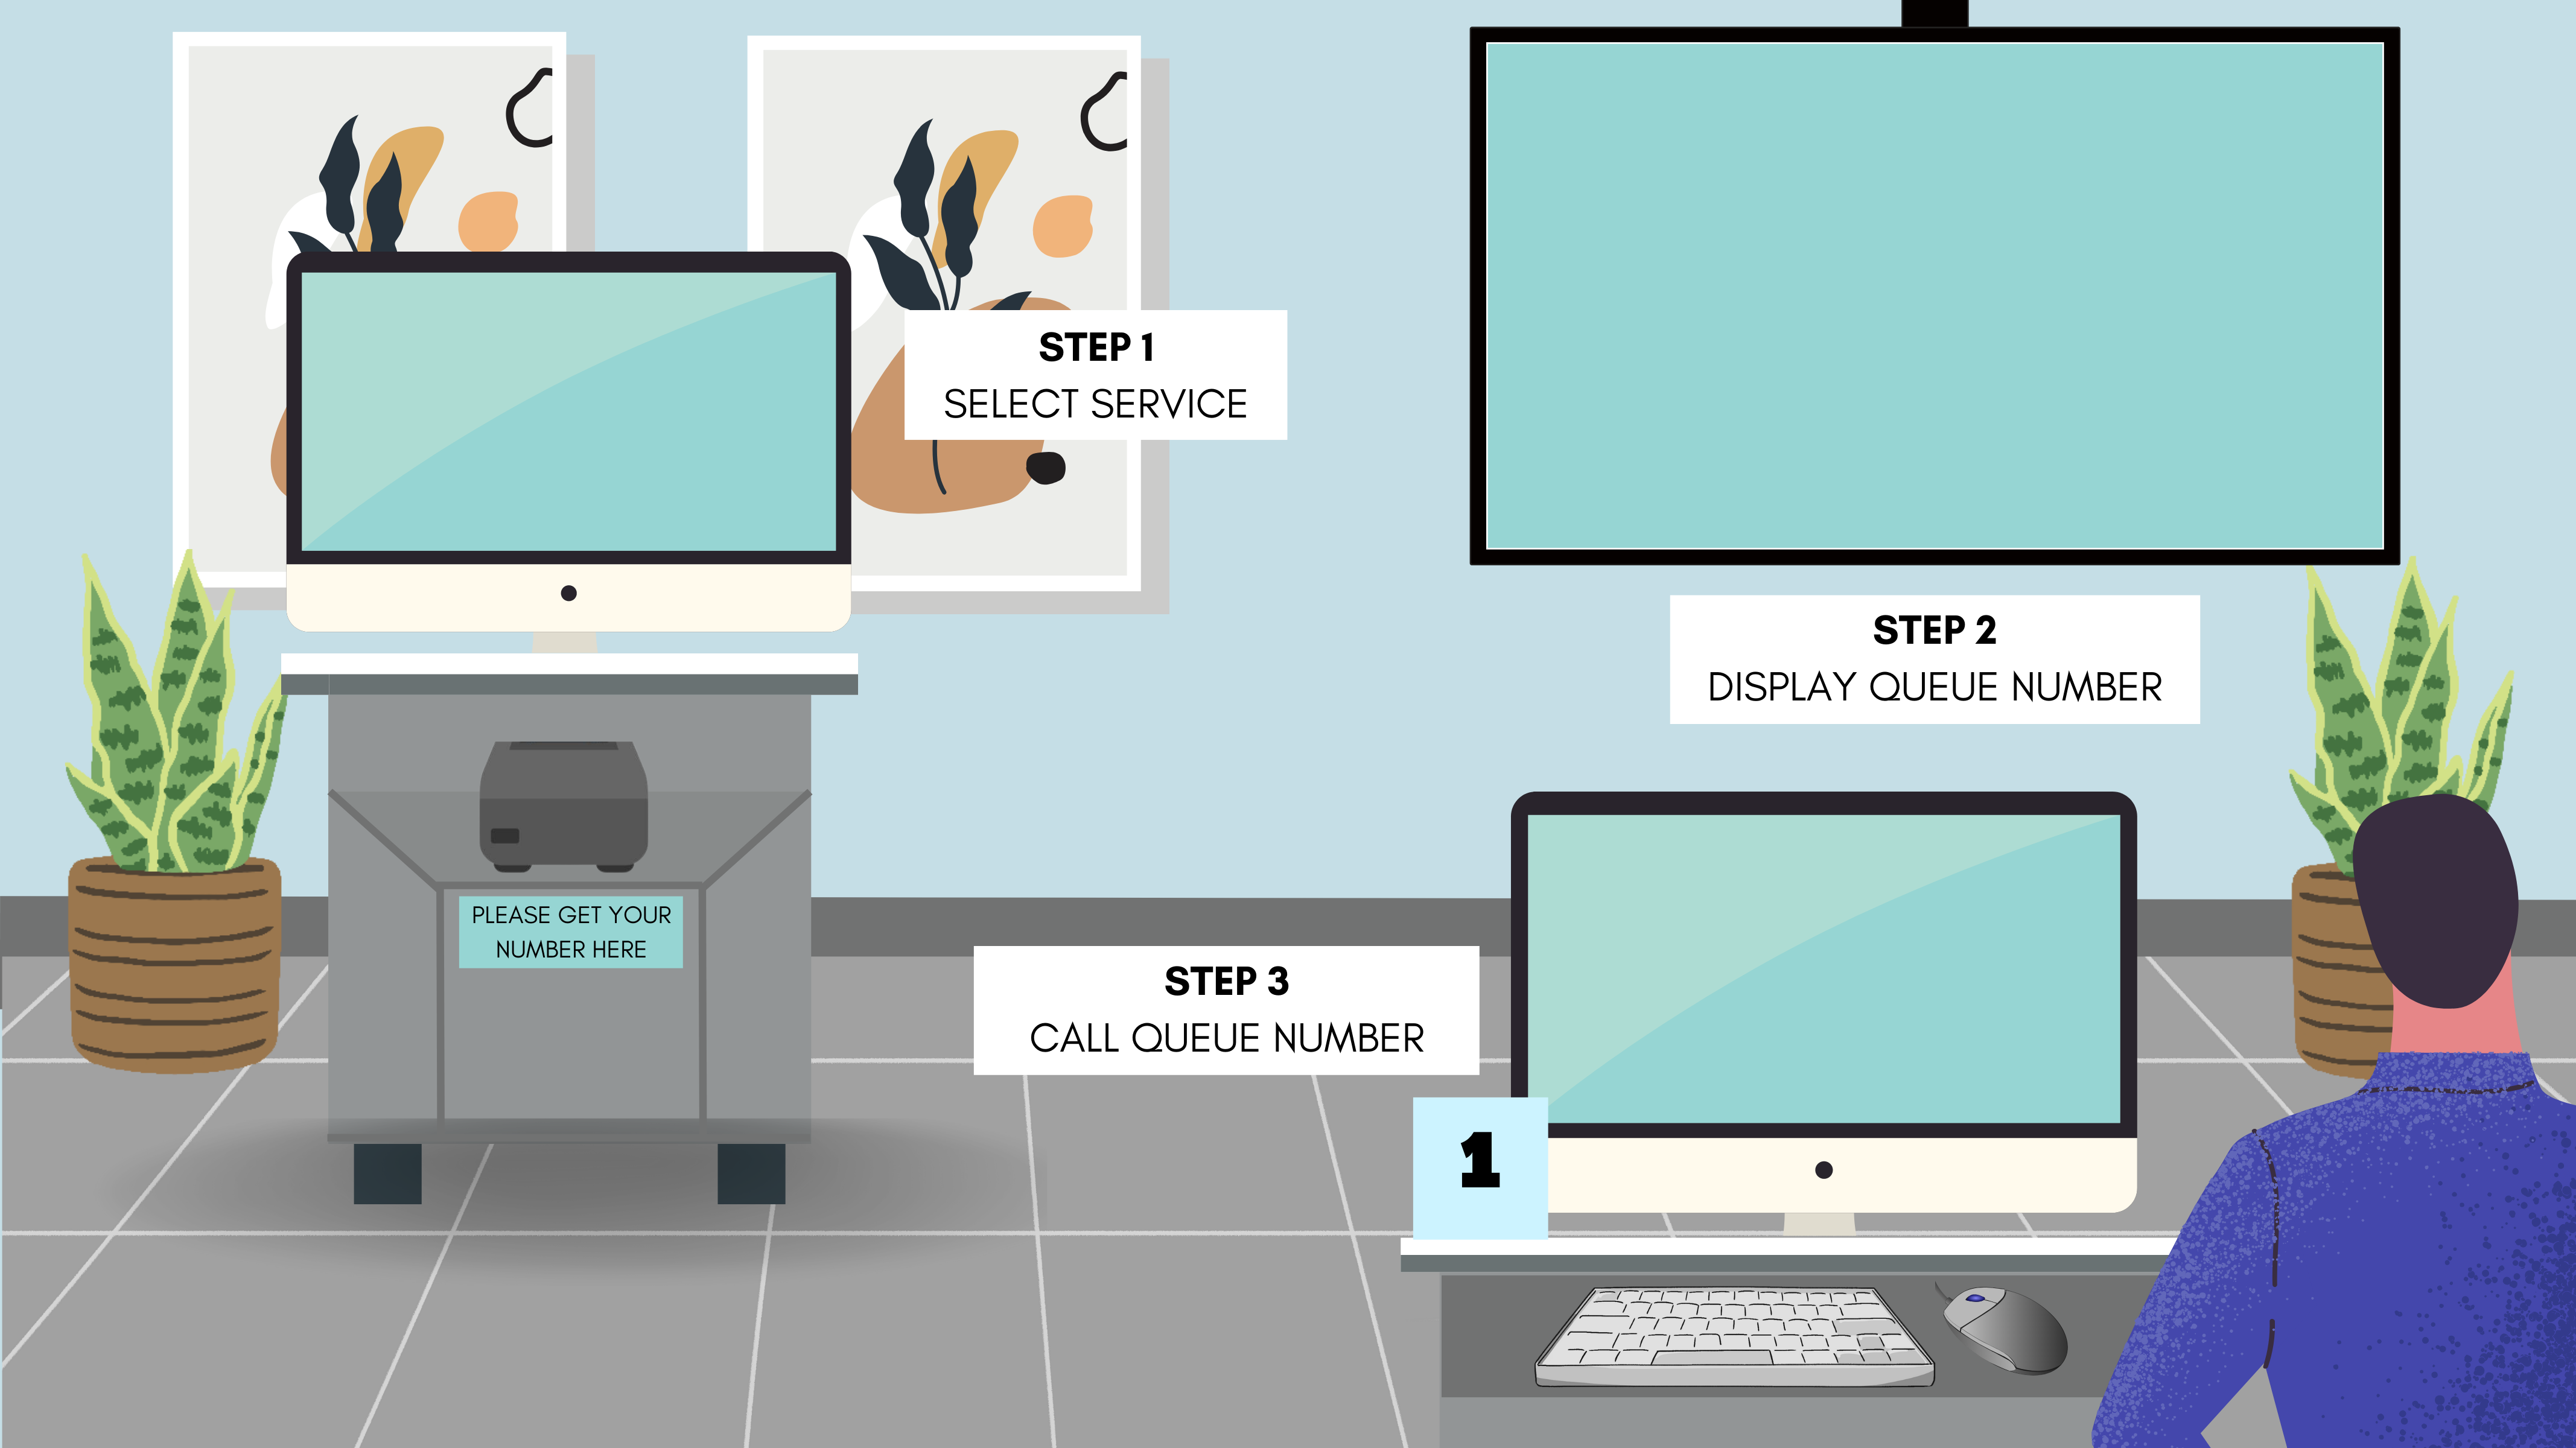 STEP 1
SELECT SERVICE
STEP 2
DISPLAY QUEUE NUMBER
PLEASE GET YOUR
NUMBER HERE
STEP 3
CALL QUEUE NUMBER
1